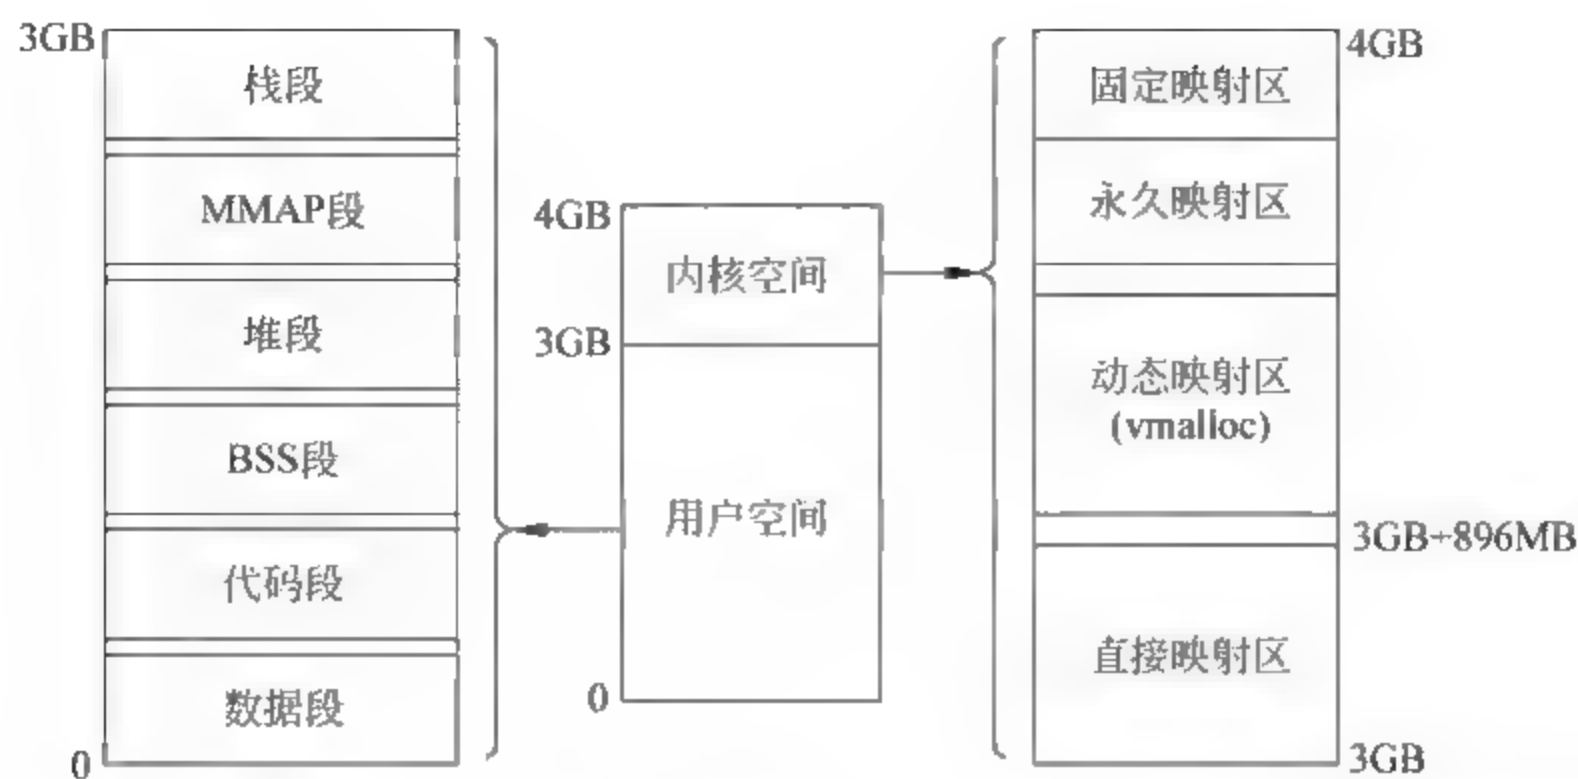 3GB
栈段
MMAP段
堆段
BSS段
代码段
数据段
0
4GB
内核空间
3GB
用户空间
0
4GB
固定映射区
永久映射区
动态映射区
(vmalloc)
3GB+896MB
直接映射区
3GB